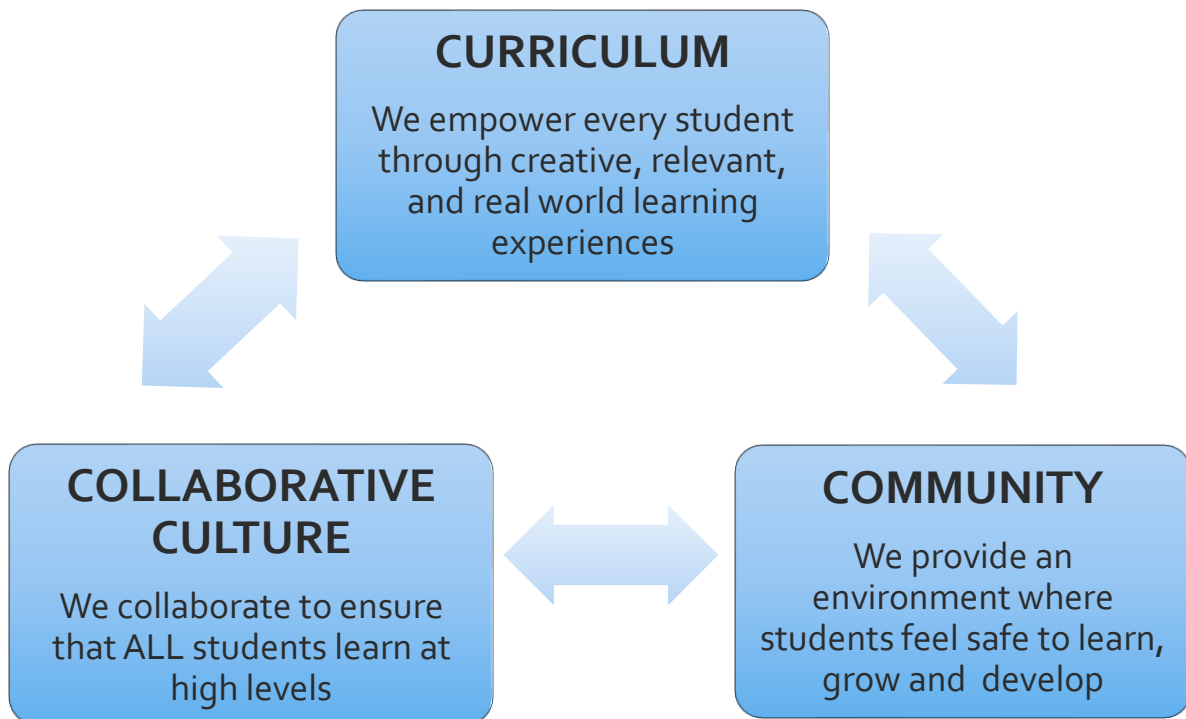 CURRICULUM
We empower every student
through creative, relevant,
and real world learning
experiences
COLLABORATIVE
CULTURE
We collaborate to ensure
that ALL students learn at
high levels
COMMUNITY
We provide an
environment where
students feel safe to learn,
grow and  develop